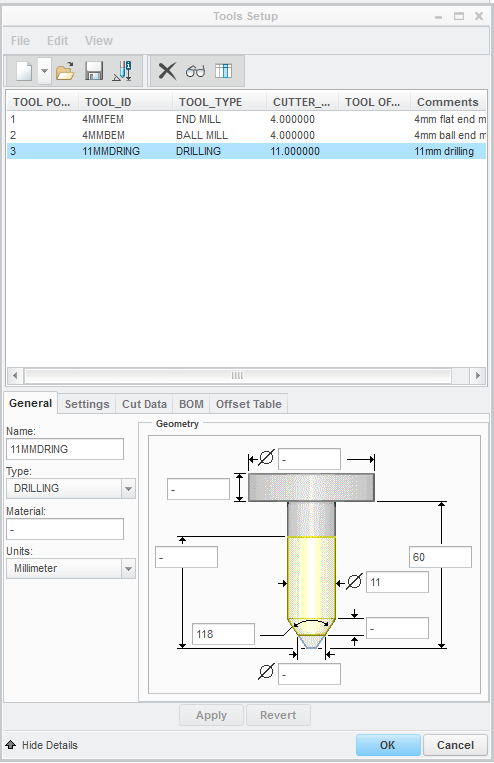 Tools Setup
File Edit View
TOOL PO... TOOL_ID TOOL_TYPE CUTTER_... TOOL OF... Comments
1 4MMFEM END MILL 4.000000 4mm flat end m
2 4MMBEM BALL MILL 4.000000 4mm ball end m
3 11MMDRING DRILLING 11.000000 11mm drilling
General Settings Cut Data BOM Offset Table
Name:
11MMDRING
Type:
DRILLING
Material:
-
Units:
Millimeter
Geometry
Ø -
-
- 60
Ø 11
118 -
Ø -
Apply Revert
Hide Details OK Cancel